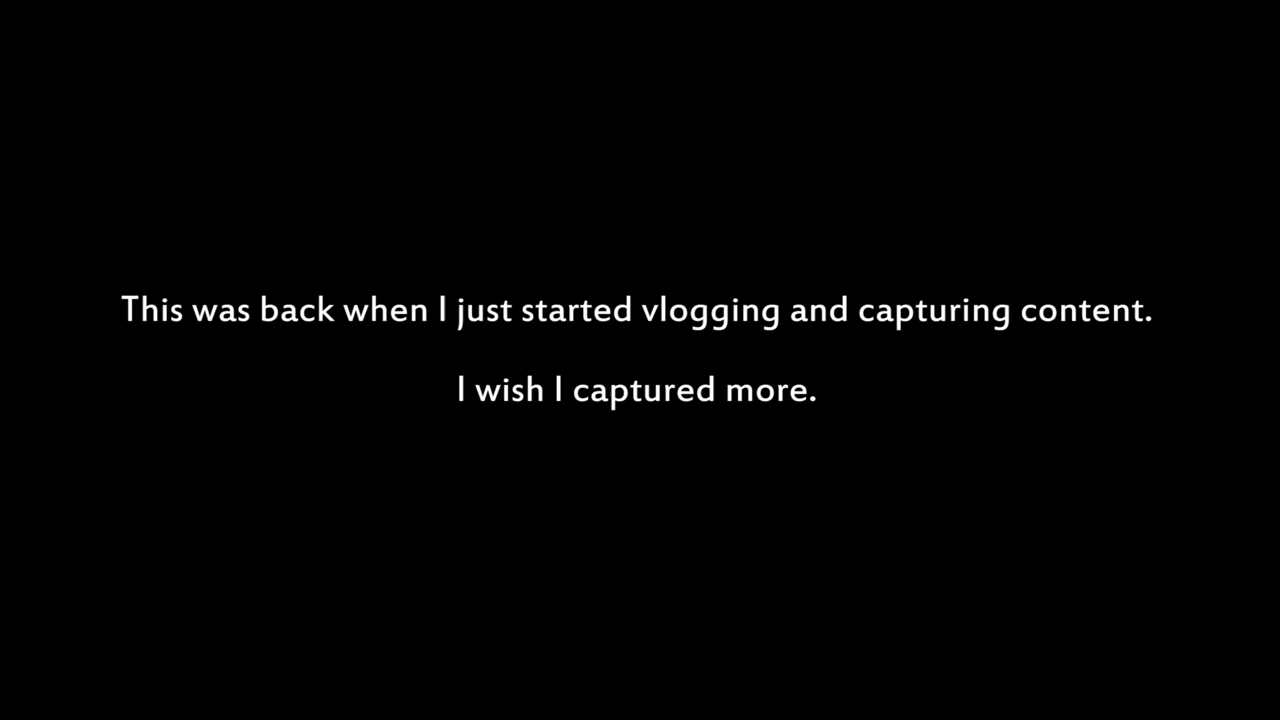 This was back when I just started vlogging and capturing content.
I wish I captured more.